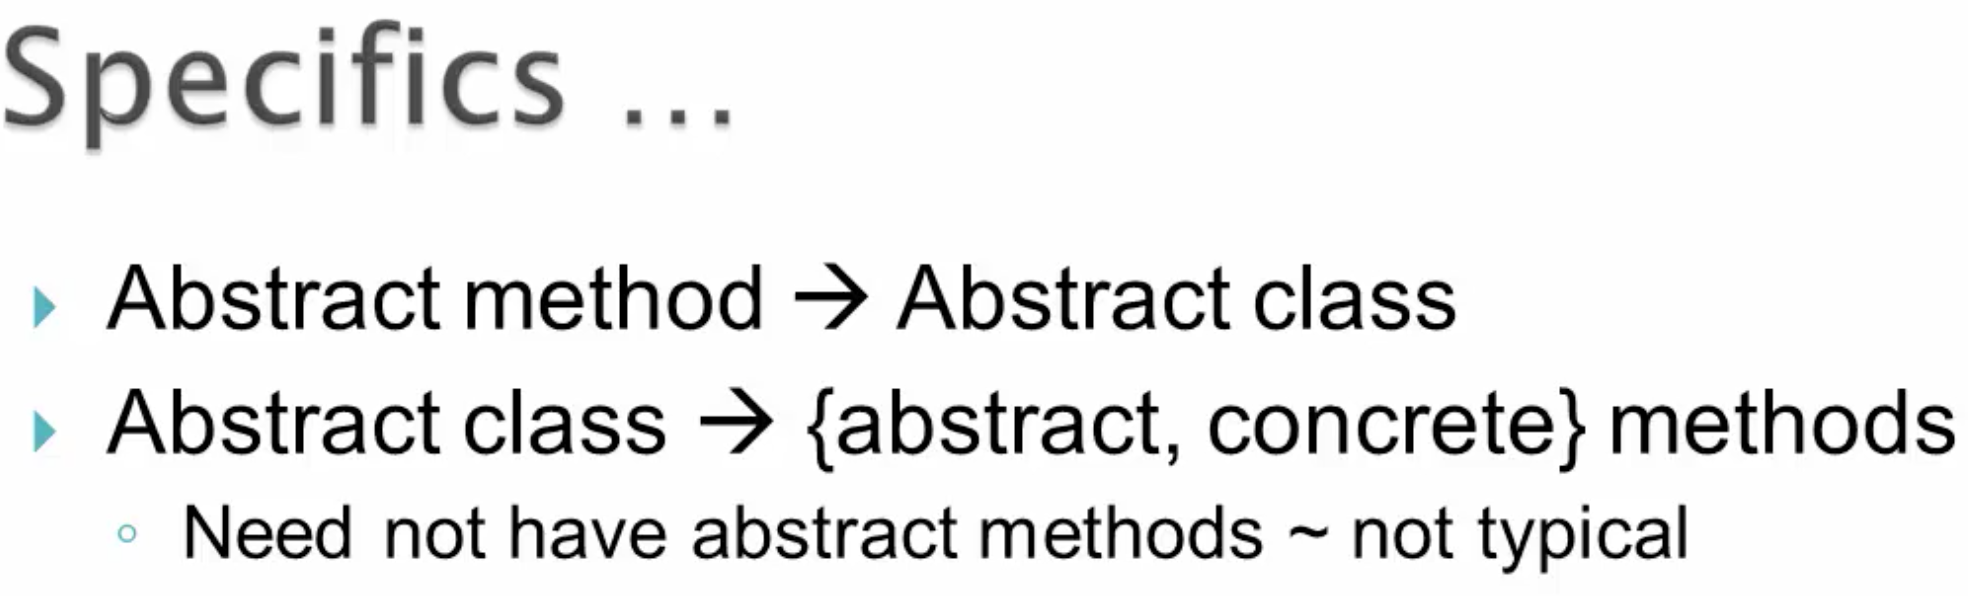 Specifics ...
Abstract method → Abstract class
Abstract class → {abstract, concrete} methods
Need not have abstract methods ~ not typical